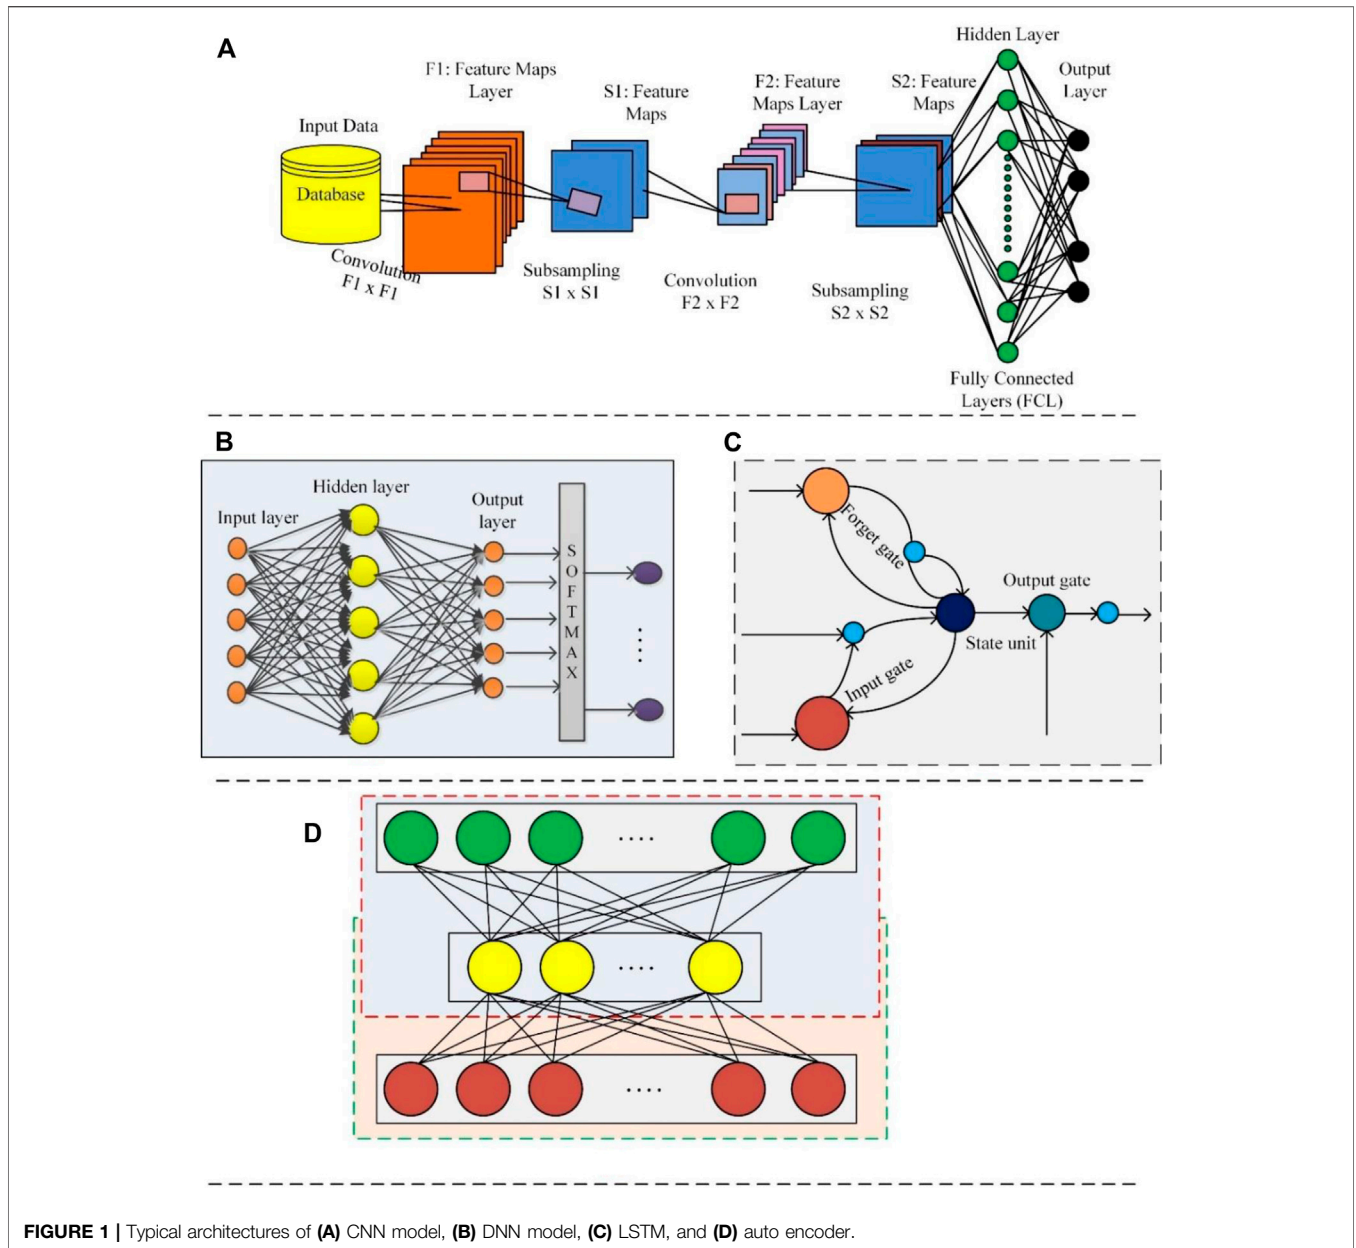 A
Hidden Layer
F1: Feature Maps
Layer
S1: Feature
Maps
F2: Feature
Maps Layer
S2: Feature
Maps
Output
Layer
Input Data
Database
Convolution
F1 x F1
Subsampling
S1 x S1
Convolution
F2 x F2
Subsampling
S2 x S2
Fully Connected
Layers (FCL)
B
Hidden layer
Input layer
Output
layer
S
O
F
T
M
A
X
C
Forget gate
Output gate
State unit
Input gate
D
FIGURE 1 | Typical architectures of (A) CNN model, (B) DNN model, (C) LSTM, and (D) auto encoder.